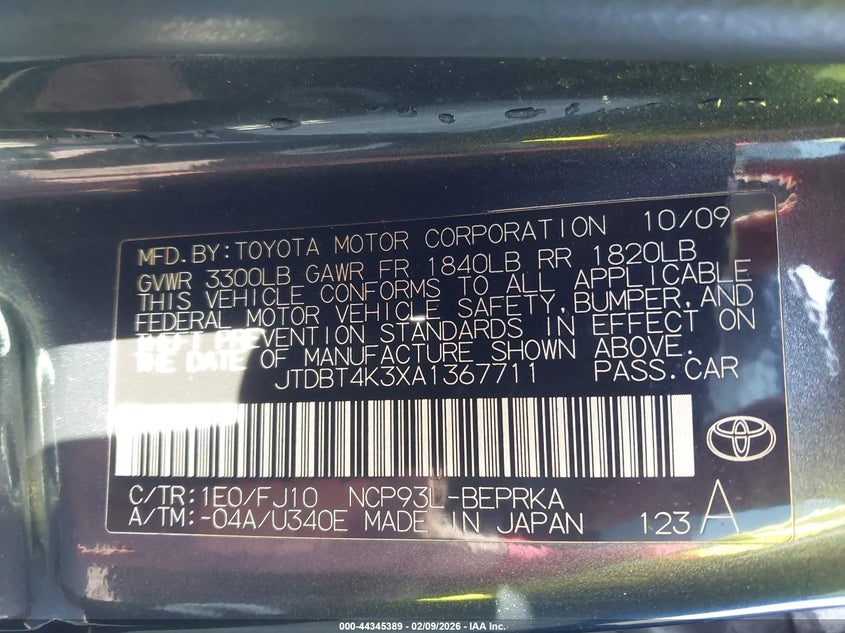 MFD.BY:TOYOTA MOTOR CORPORATION 10/09
GVWR 3300LB GAWR FR 1840LB RR 1820LB
THIS VEHICLE CONFORMS TO ALL APPLICABLE
FEDERAL MOTOR VEHICLE SAFETY,BUMPER,AND
THEFT PREVENTION STANDARDS IN EFFECT ON
THE DATE OF MANUFACTURE SHOWN ABOVE.
JTDBT4K3XA1367711 PASS.CAR
C/TR:1E0/FJ10 NCP93L-BEPRKA
A/TM:-04A/U340E MADE IN JAPAN 123 A
000-44345389 - 02/09/2026 - IAA Inc.